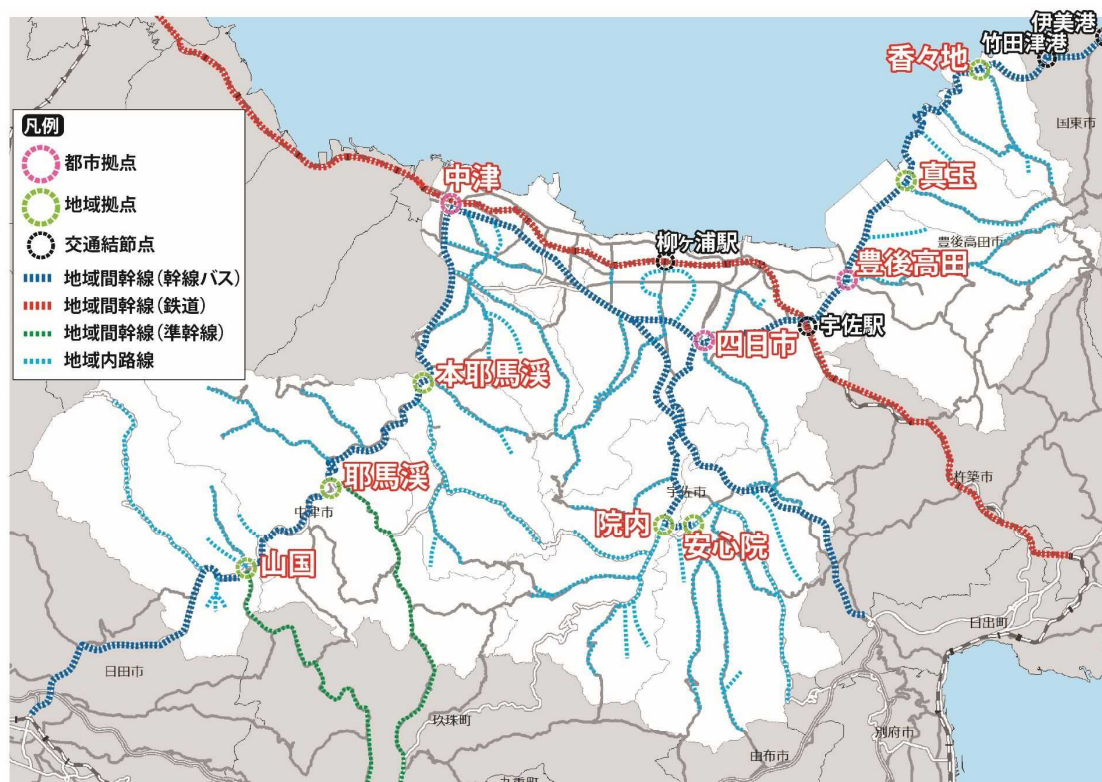 伊美港
竹田津港
香々地
国東市
凡例
都市拠点
地域拠点
交通結節点
地域間幹線(幹線バス)
地域間幹線(鉄道)
地域間幹線(準幹線)
地域内路線
中津
真玉
柳ヶ浦駅
豊後高田市
豊後高田
宇佐駅
四日市
本耶馬渓
耶馬渓
中津市
宇佐市
杵築市
院内
安心院
山国
日出町
日田市
玖珠町
別府市
由布市
九重町